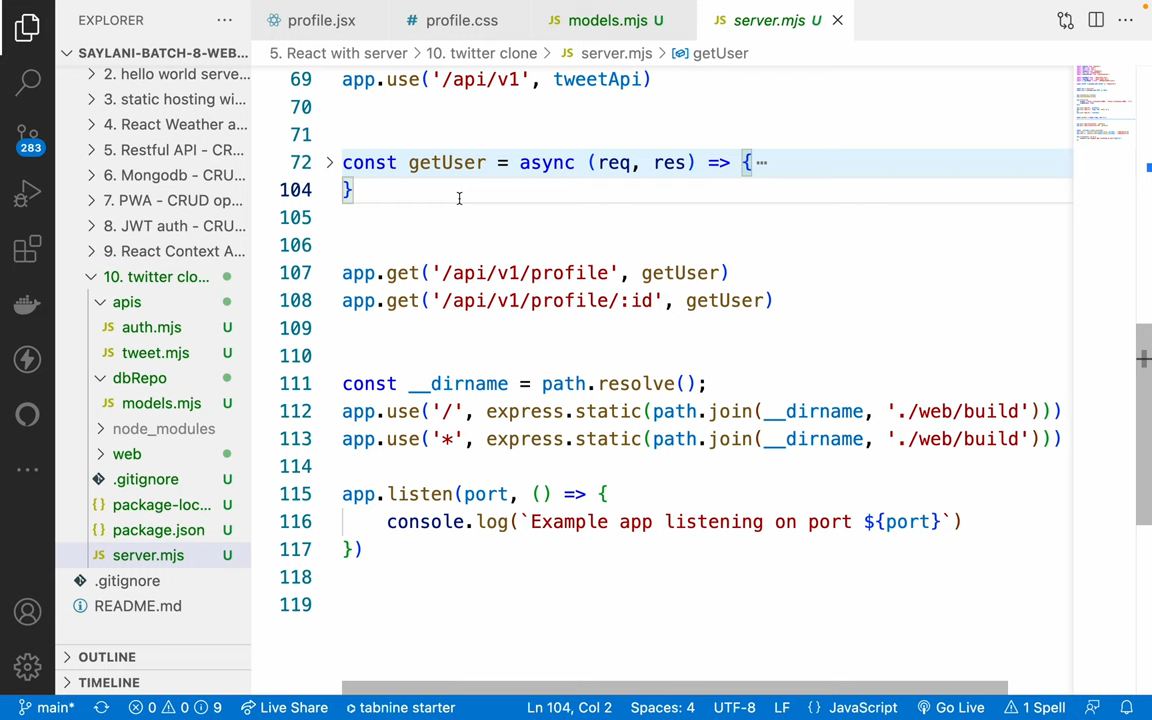 EXPLORER
SAYLANI-BATCH-8-WEB...
2. hello world serve...
3. static hosting wi...
4. React Weather a...
5. Restful API - CR...
6. Mongodb - CRUD...
7. PWA - CRUD op...
8. JWT auth - CRU...
9. React Context A...
10. twitter clo...
apis
JS auth.mjs U
JS tweet.mjs U
dbRepo
JS models.mjs U
node_modules
web
.gitignore U
{} package-loc... U
{} package.json U
JS server.mjs U
.gitignore
README.md
OUTLINE
TIMELINE
283
profile.jsx
# profile.css
JS models.mjs U
JS server.mjs U
5. React with server > 10. twitter clone > JS server.mjs > getUser
69 app.use('/api/v1', tweetApi)
70
71
72 const getUser = async (req, res) => {⋯
104 }
105
106
107 app.get('/api/v1/profile', getUser)
108 app.get('/api/v1/profile/:id', getUser)
109
110
111 const __dirname = path.resolve();
112 app.use('/', express.static(path.join(__dirname, './web/build')))
113 app.use('*', express.static(path.join(__dirname, './web/build')))
114
115 app.listen(port, () => {
116 console.log(`Example app listening on port ${port}`)
117 })
118
119
main* 0 0 9 Live Share tabnine starter Ln 104, Col 2 Spaces: 4 UTF-8 LF {} JavaScript Go Live 1 Spell